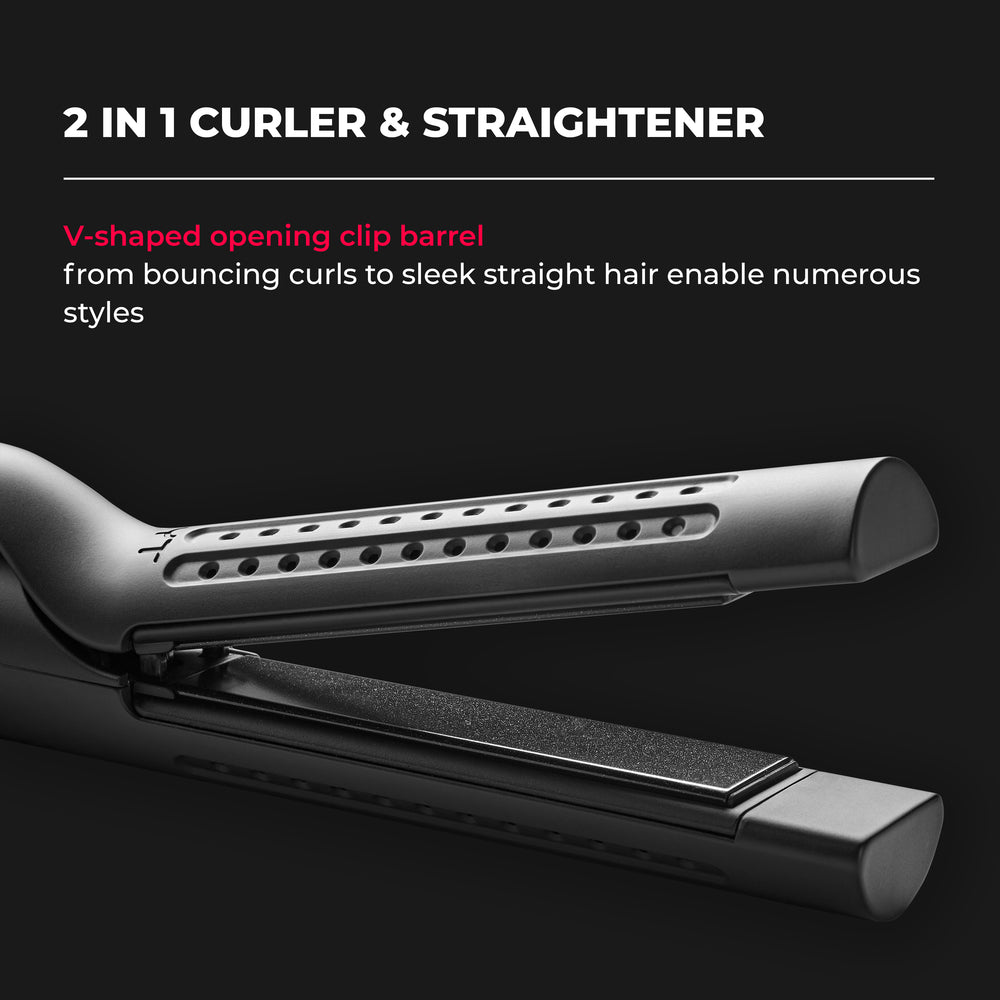 2 IN 1 CURLER & STRAIGHTENER
V-shaped opening clip barrel
from bouncing curls to sleek straight hair enable numerous
styles